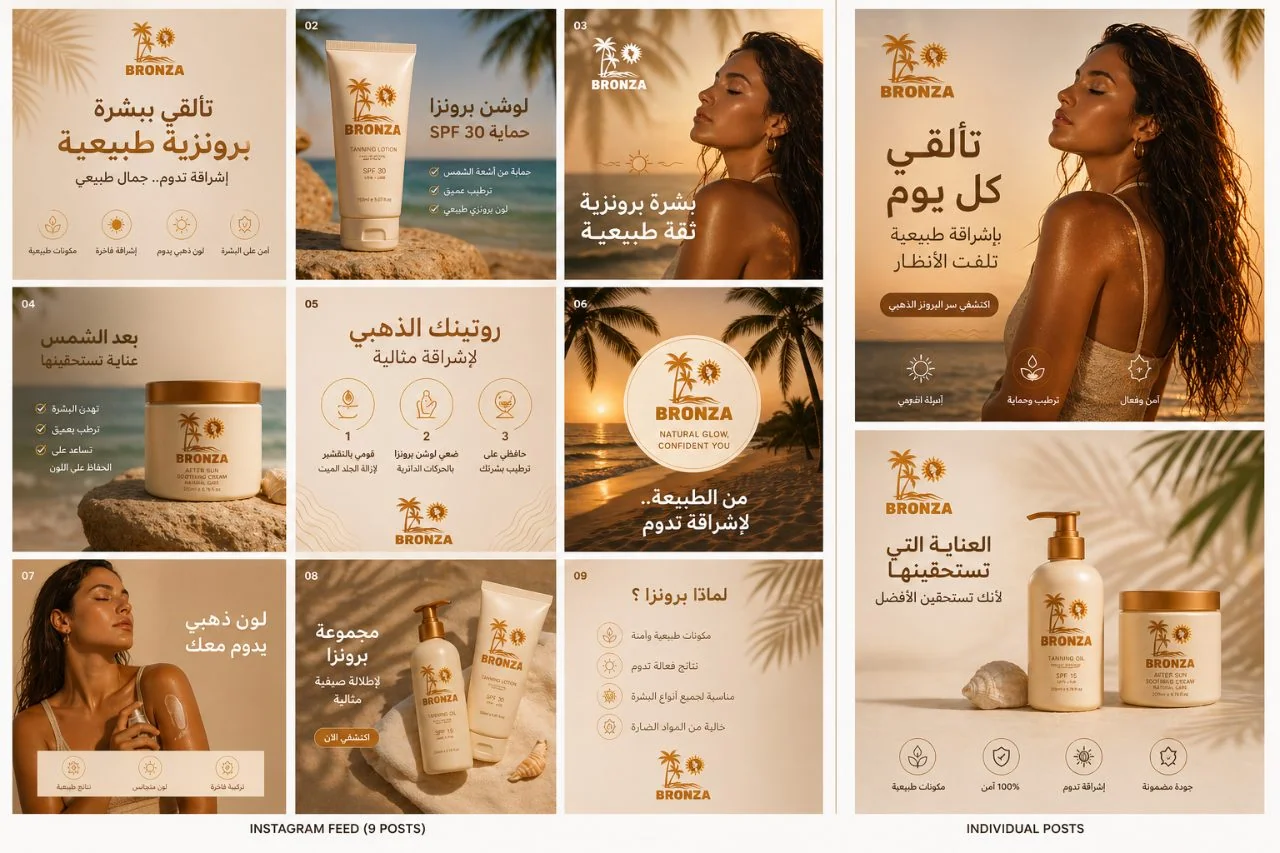 BRONZA
تألقي ببشرة
برونزية طبيعية
إشراقة تدوم.. جمال طبيعي
آمن على البشرة
لون ذهبي يدوم
إشراقة فاخرة
مكونات طبيعية
02
BRONZA
TANNING LOTION
SPF 30
لوشن برونزا
حماية SPF 30
حماية من أشعة الشمس
ترطيب عميق
لون برونزي طبيعي
03
BRONZA
بشرة برونزية
ثقة طبيعية
04
بعد الشمس
عناية تستحقينها
تهدئ البشرة
ترطب بعميق
تساعد على
الحفاظ على اللون
BRONZA
AFTER SUN
SOOTHING CREAM
NATURAL CARE
05
روتينك الذهبي
لإشراقة مثالية
1
قومي بالتقشير
لإزالة الجلد الميت
2
ضعي لوشن برونزا
بالحركات الدائرية
3
حافظي على
ترطيب بشرتك
BRONZA
06
BRONZA
NATURAL GLOW,
CONFIDENT YOU
من الطبيعة..
لإشراقة تدوم
07
لون ذهبي
يدوم معك
تركيبة فاخرة
لون متجانس
نتائج طبيعية
08
مجموعة
برونزا
لإطلالة صيفية
مثالية
اكتشفي الآن
BRONZA
TANNING OIL
SPF 15
BRONZA
TANNING LOTION
SPF 30
09
لماذا برونزا ؟
مكونات طبيعية وآمنة
نتائج فعالة تدوم
مناسبة لجميع أنواع البشرة
خالية من المواد الضارة
BRONZA
INSTAGRAM FEED (9 POSTS)
BRONZA
تألقي
كل يوم
بإشراقة طبيعية
تلفت الأنظار
اكتشفي سر البرونز الذهبي
آمن وفعال
ترطيب وحماية
BRONZA
العناية التي
تستحقينها
لأنك تستحقين الأفضل
BRONZA
TANNING OIL
SPF 15
BRONZA
AFTER SUN
SOOTHING CREAM
NATURAL CARE
جودة مضمونة
إشراقة تدوم
100% آمن
مكونات طبيعية
INDIVIDUAL POSTS